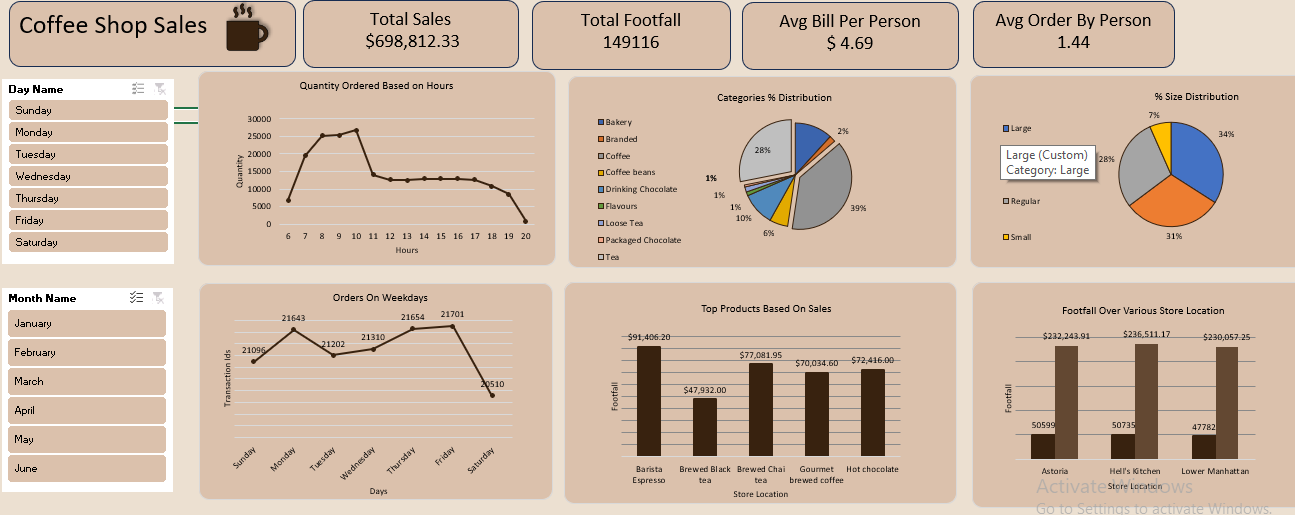 Coffee Shop Sales
Total Sales
$698,812.33
Total Footfall
149116
Avg Bill Per Person
$ 4.69
Avg Order By Person
1.44
Day Name
Sunday
Monday
Tuesday
Wednesday
Thursday
Friday
Saturday
Month Name
January
February
March
April
May
June
Quantity Ordered Based on Hours
Quantity
30000
25000
20000
15000
10000
5000
0
6 7 8 9 10 11 12 13 14 15 16 17 18 19 20
Hours
Categories % Distribution
Bakery
Branded
Coffee
Coffee beans
Drinking Chocolate
Flavours
Loose Tea
Packaged Chocolate
Tea
2%
39%
6%
10%
1%
1%
1%
28%
% Size Distribution
Large
Regular
Small
Large (Custom)
Category: Large
7%
34%
28%
31%
Orders On Weekdays
Transaction Ids
21096
21643
21202
21310
21654
21701
20510
Sunday
Monday
Tuesday
Wednesday
Thursday
Friday
Saturday
Days
Top Products Based On Sales
Footfall
$91,406.20
$47,932.00
$77,081.95
$70,034.60
$72,416.00
Barista Brewed Black Brewed Chai Gourmet Hot chocolate
Espresso tea tea brewed coffee
Store Location
Footfall Over Various Store Location
Footfall
$232,243.91
$236,511.17
$230,057.25
50599
50735
47782
Astoria
Hell's Kitchen
Lower Manhattan
Store Location
Activate Windows
Go to Settings to activate Windows.